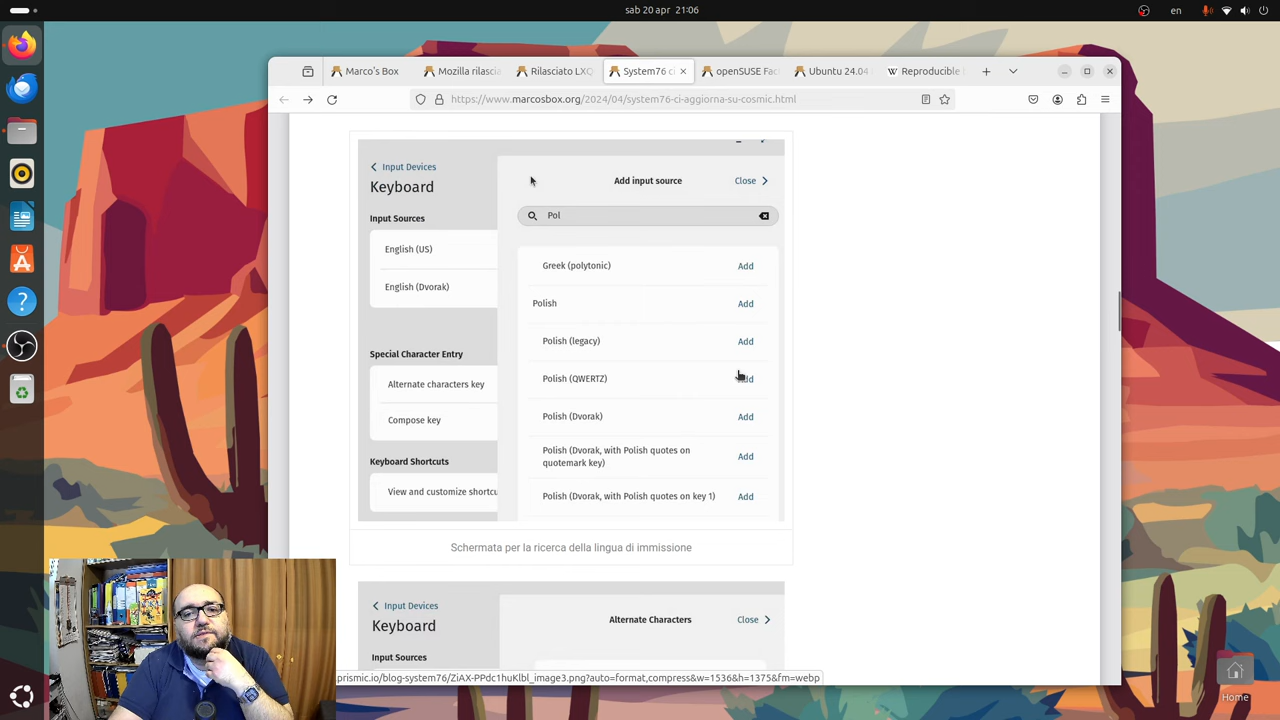 sab 20 apr 21:06
en
Marco's Box
Mozilla rilascia
Rilasciato LXQ
System76 ci
openSUSE Fac
Ubuntu 24.04
W Reproducible
https://www.marcosbox.org/2024/04/system76-ci-aggiorna-su-cosmic.html
Input Devices
Keyboard
Add input source
Close
Pol
Input Sources
English (US)
English (Dvorak)
Greek (polytonic) Add
Polish Add
Polish (legacy) Add
Polish (QWERTZ) Add
Polish (Dvorak) Add
Polish (Dvorak, with Polish quotes on
quotemark key) Add
Polish (Dvorak, with Polish quotes on key 1) Add
Special Character Entry
Alternate characters key
Compose key
Keyboard Shortcuts
View and customize shortcu
Schermata per la ricerca della lingua di immissione
Input Devices
Keyboard
Alternate Characters
Close
Input Sources
.prismic.io/blog-system76/ZiAX-PPdc1huKlbl_image3.png?auto=format,compress&w=1536&h=1375&fm=webp
Home